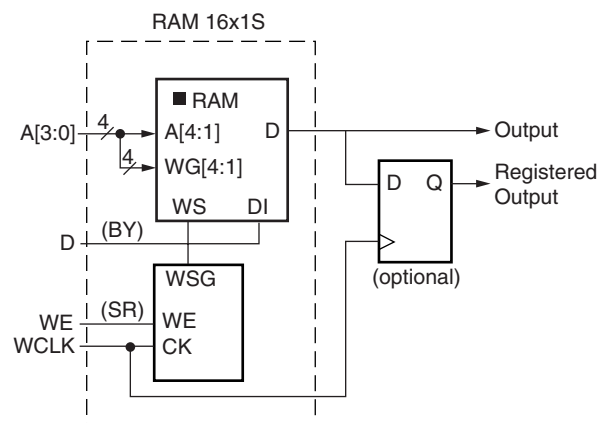 RAM 16x1S
RAM
A[3:0]
4
A[4:1]
D
Output
4
WG[4:1]
D
Q
Registered
Output
WS
DI
D
(BY)
(optional)
WSG
WE
(SR)
WE
WCLK
CK